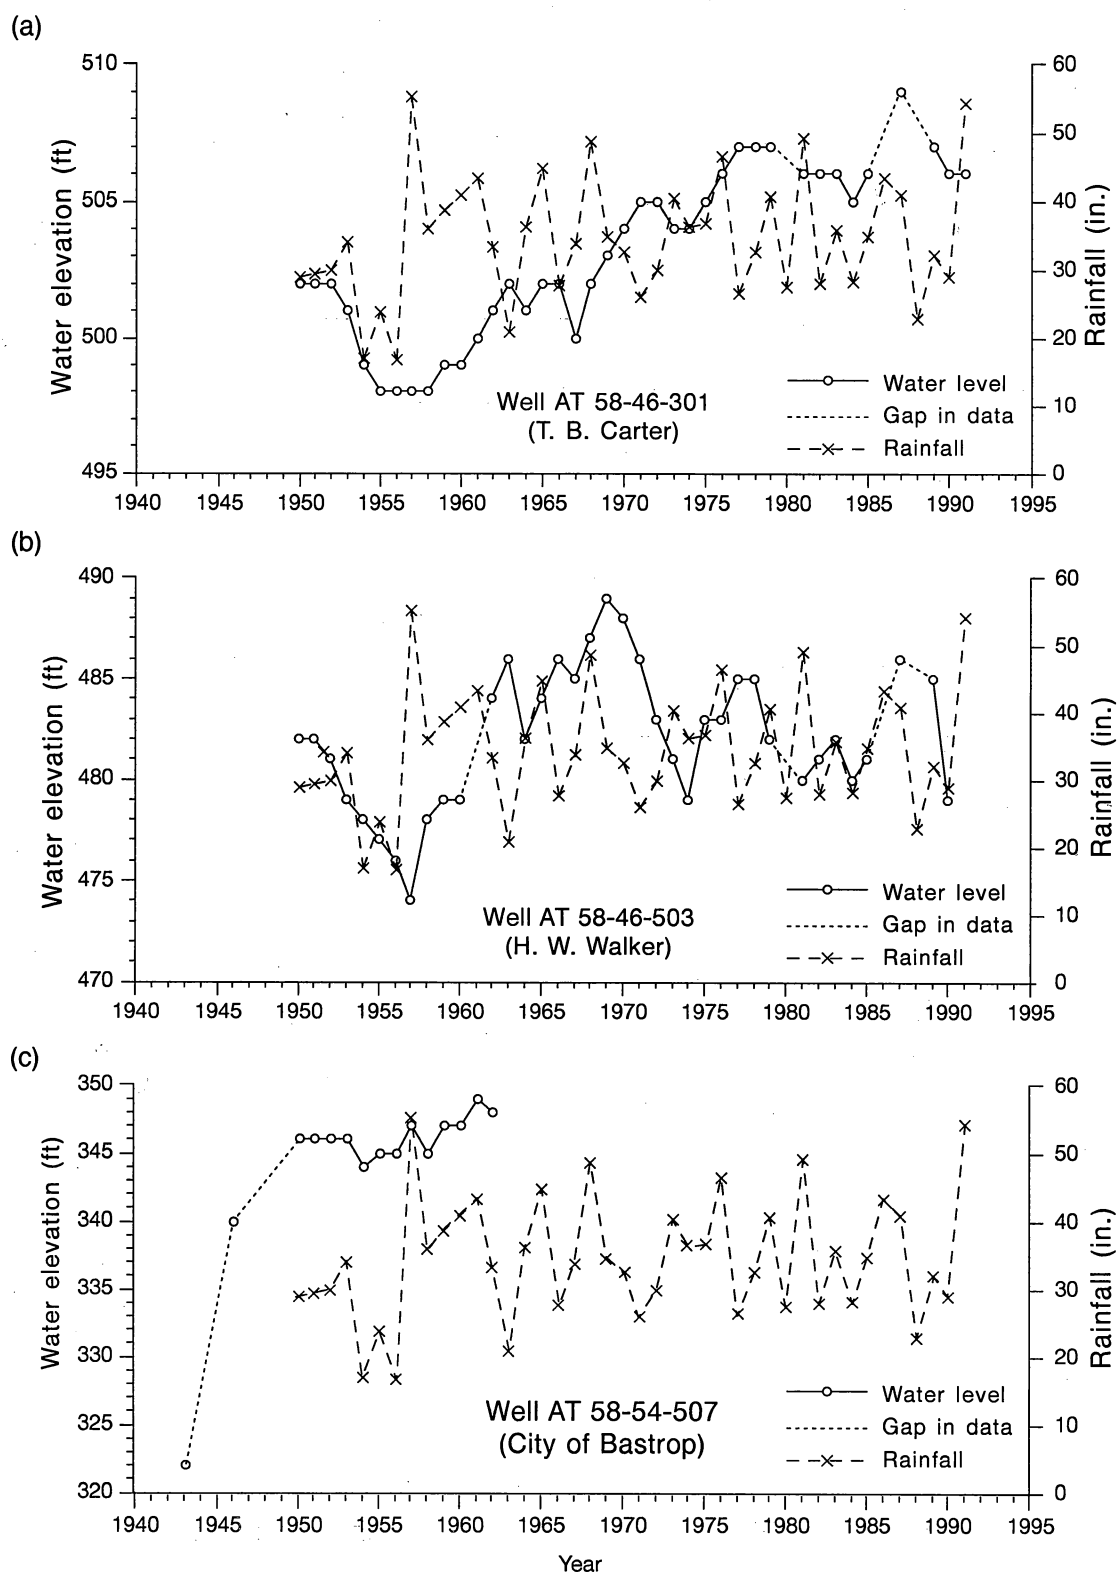 (a)
510
505
500
495
Water elevation (ft)
60
50
40
30
20
10
0
Rainfall (in.)
Well AT 58-46-301
(T. B. Carter)
Water level
Gap in data
Rainfall
1940 1945 1950 1955 1960 1965 1970 1975 1980 1985 1990 1995
(b)
490
485
480
475
470
Water elevation (ft)
60
50
40
30
20
10
0
Rainfall (in.)
Well AT 58-46-503
(H. W. Walker)
Water level
Gap in data
Rainfall
1940 1945 1950 1955 1960 1965 1970 1975 1980 1985 1990 1995
(c)
350
345
340
335
330
325
320
Water elevation (ft)
60
50
40
30
20
10
0
Rainfall (in.)
Well AT 58-54-507
(City of Bastrop)
Water level
Gap in data
Rainfall
1940 1945 1950 1955 1960 1965 1970 1975 1980 1985 1990 1995
Year